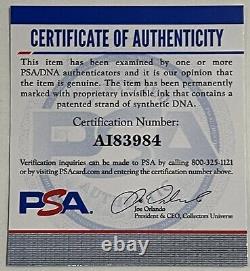 CERTIFICATE OF AUTHENTICITY
This item has been examined by one or more
PSA/DNA authenticators and it is our opinion that
the item is genuine. The item has been permanently
marked with proprietary invisible ink that contains a
patented strand of synthetic DNA.
Certification Number:
AI83984
Verification inquiries can be made to PSA by calling 800-325-1121
or by visiting PSAcard.com and entering the certification number above.
PSA
Joe Orlando
President & CEO, Collectors Universe